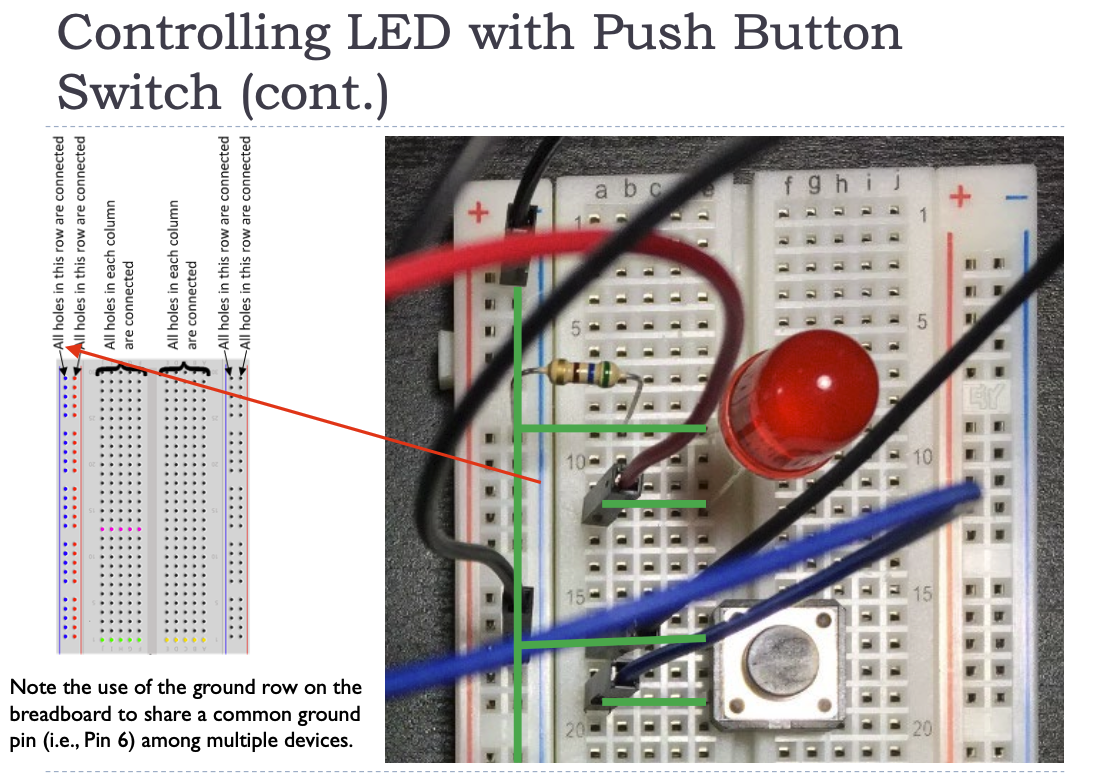 Controlling LED with Push Button
Switch (cont.)
All holes in this row are connected
All holes in this row are connected
All holes in each column
are connected
All holes in each column
are connected
All holes in this row are connected
All holes in this row are connected
Note the use of the ground row on the
breadboard to share a common ground
pin (i.e., Pin 6) among multiple devices.
a b c e f g h i j
+ + −
1 1
5 5
10 10
15 15
20 20